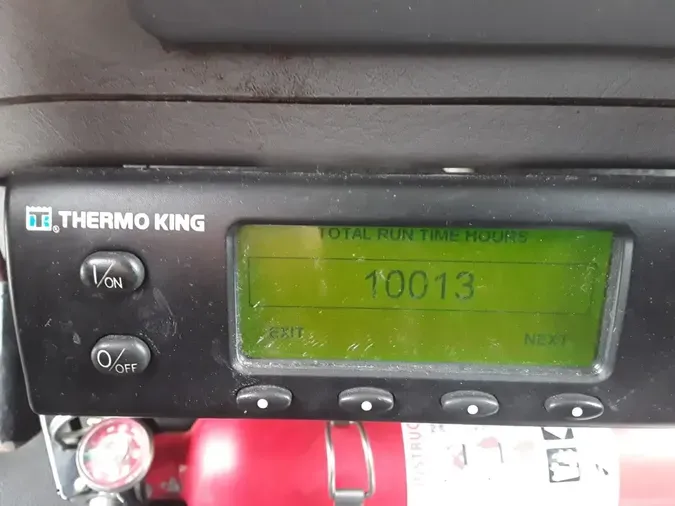 THERMO KING
TOTAL RUN TIME HOURS
10013
EXIT
NEXT
I/ON
O/OFF